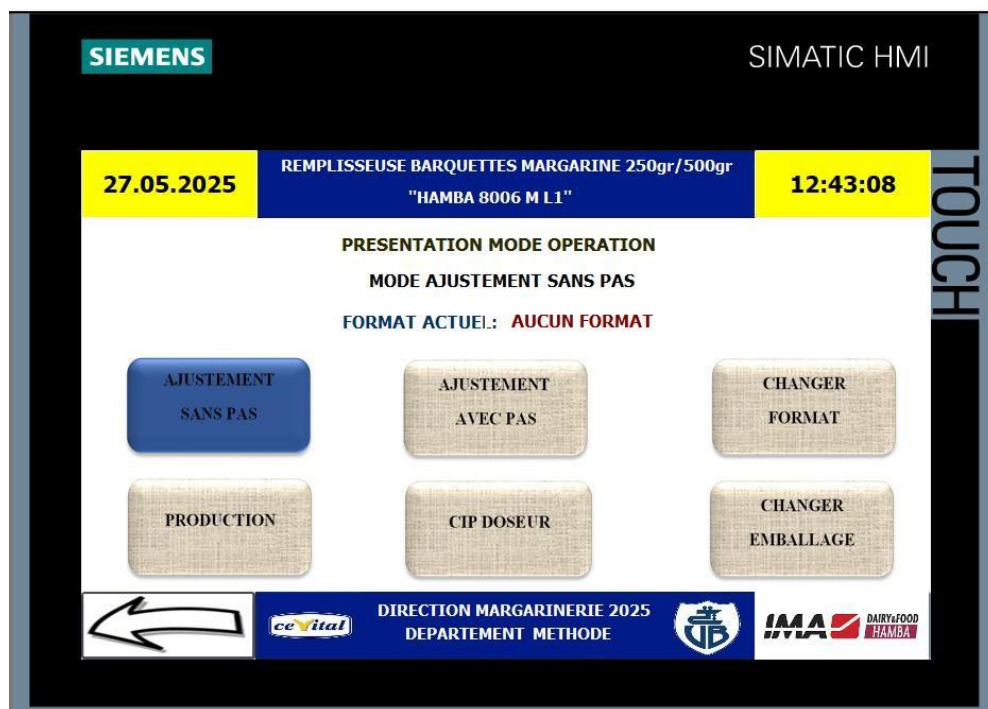 SIEMENS
SIMATIC HMI
TOUCH
27.05.2025
REMPLISSEUSE BARQUETTES MARGARINE 250gr/500gr
"HAMBA 8006 M L1"
12:43:08
PRESENTATION MODE OPERATION
MODE AJUSTEMENT SANS PAS
FORMAT ACTUEL: AUCUN FORMAT
AJUSTEMENT
SANS PAS
AJUSTEMENT
AVEC PAS
CHANGER
FORMAT
PRODUCTION
CIP DOSEUR
CHANGER
EMBALLAGE
cevital
DIRECTION MARGARINERIE 2025
DEPARTEMENT METHODE
UB
IMA
DAIRY&FOOD
HAMBA